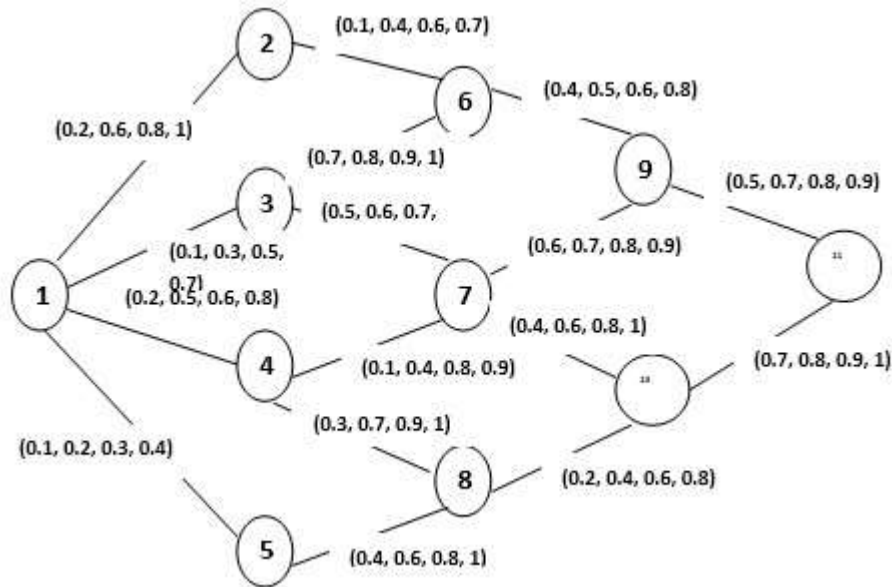 (0.1, 0.4, 0.6, 0.7)
2
(0.4, 0.5, 0.6, 0.8)
6
(0.2, 0.6, 0.8, 1)
(0.7, 0.8, 0.9, 1)
9
(0.5, 0.7, 0.8, 0.9)
3
(0.5, 0.6, 0.7,
(0.1, 0.3, 0.5,
0.7)
(0.6, 0.7, 0.8, 0.9)
11
1
(0.2, 0.5, 0.6, 0.8)
7
(0.4, 0.6, 0.8, 1)
4
(0.1, 0.4, 0.8, 0.9)
(0.7, 0.8, 0.9, 1)
10
(0.3, 0.7, 0.9, 1)
(0.1, 0.2, 0.3, 0.4)
8
(0.2, 0.4, 0.6, 0.8)
5
(0.4, 0.6, 0.8, 1)